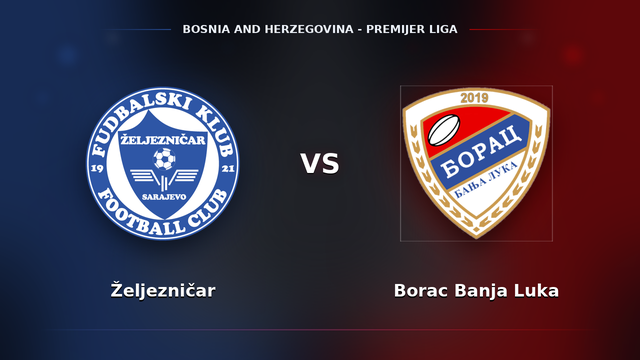 BOSNIA AND HERZEGOVINA - PREMIJER LIGA
FUDBALSKI KLUB
ŽELJEZNIČAR
19 21
SARAJEVO
FOOTBALL CLUB
VS
2019
БОРАЦ
БАЊА ЛУКА
Željezničar
Borac Banja Luka